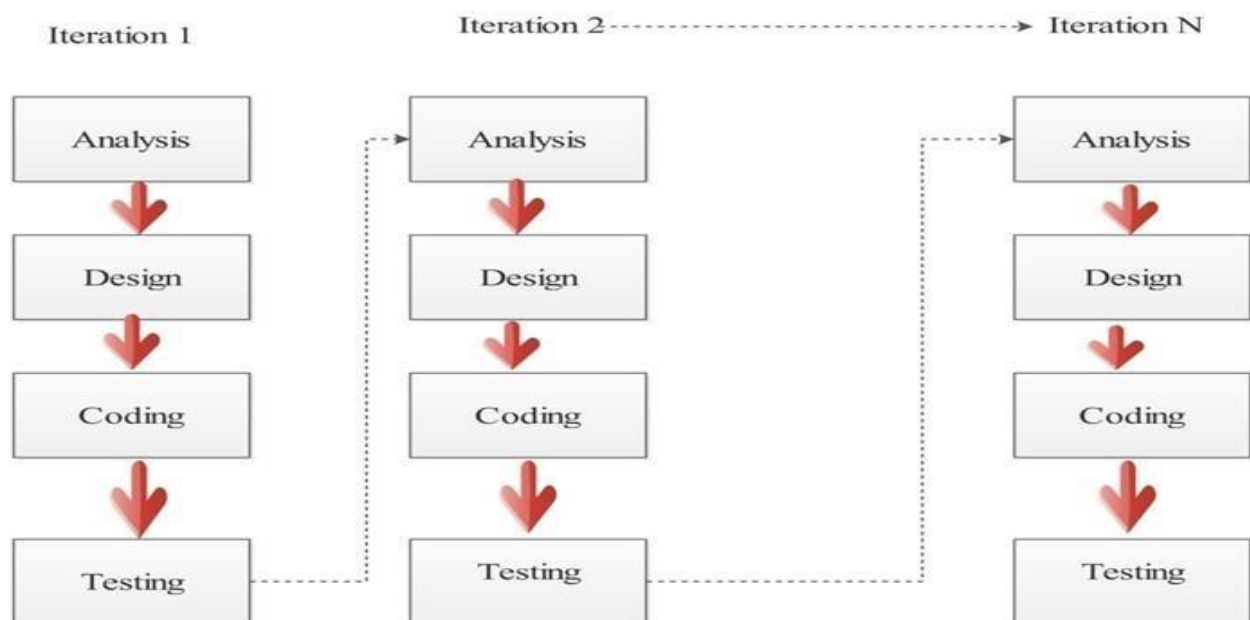 Iteration 1
Iteration 2
Iteration N
Analysis
Analysis
Analysis
Design
Design
Design
Coding
Coding
Coding
Testing
Testing
Testing